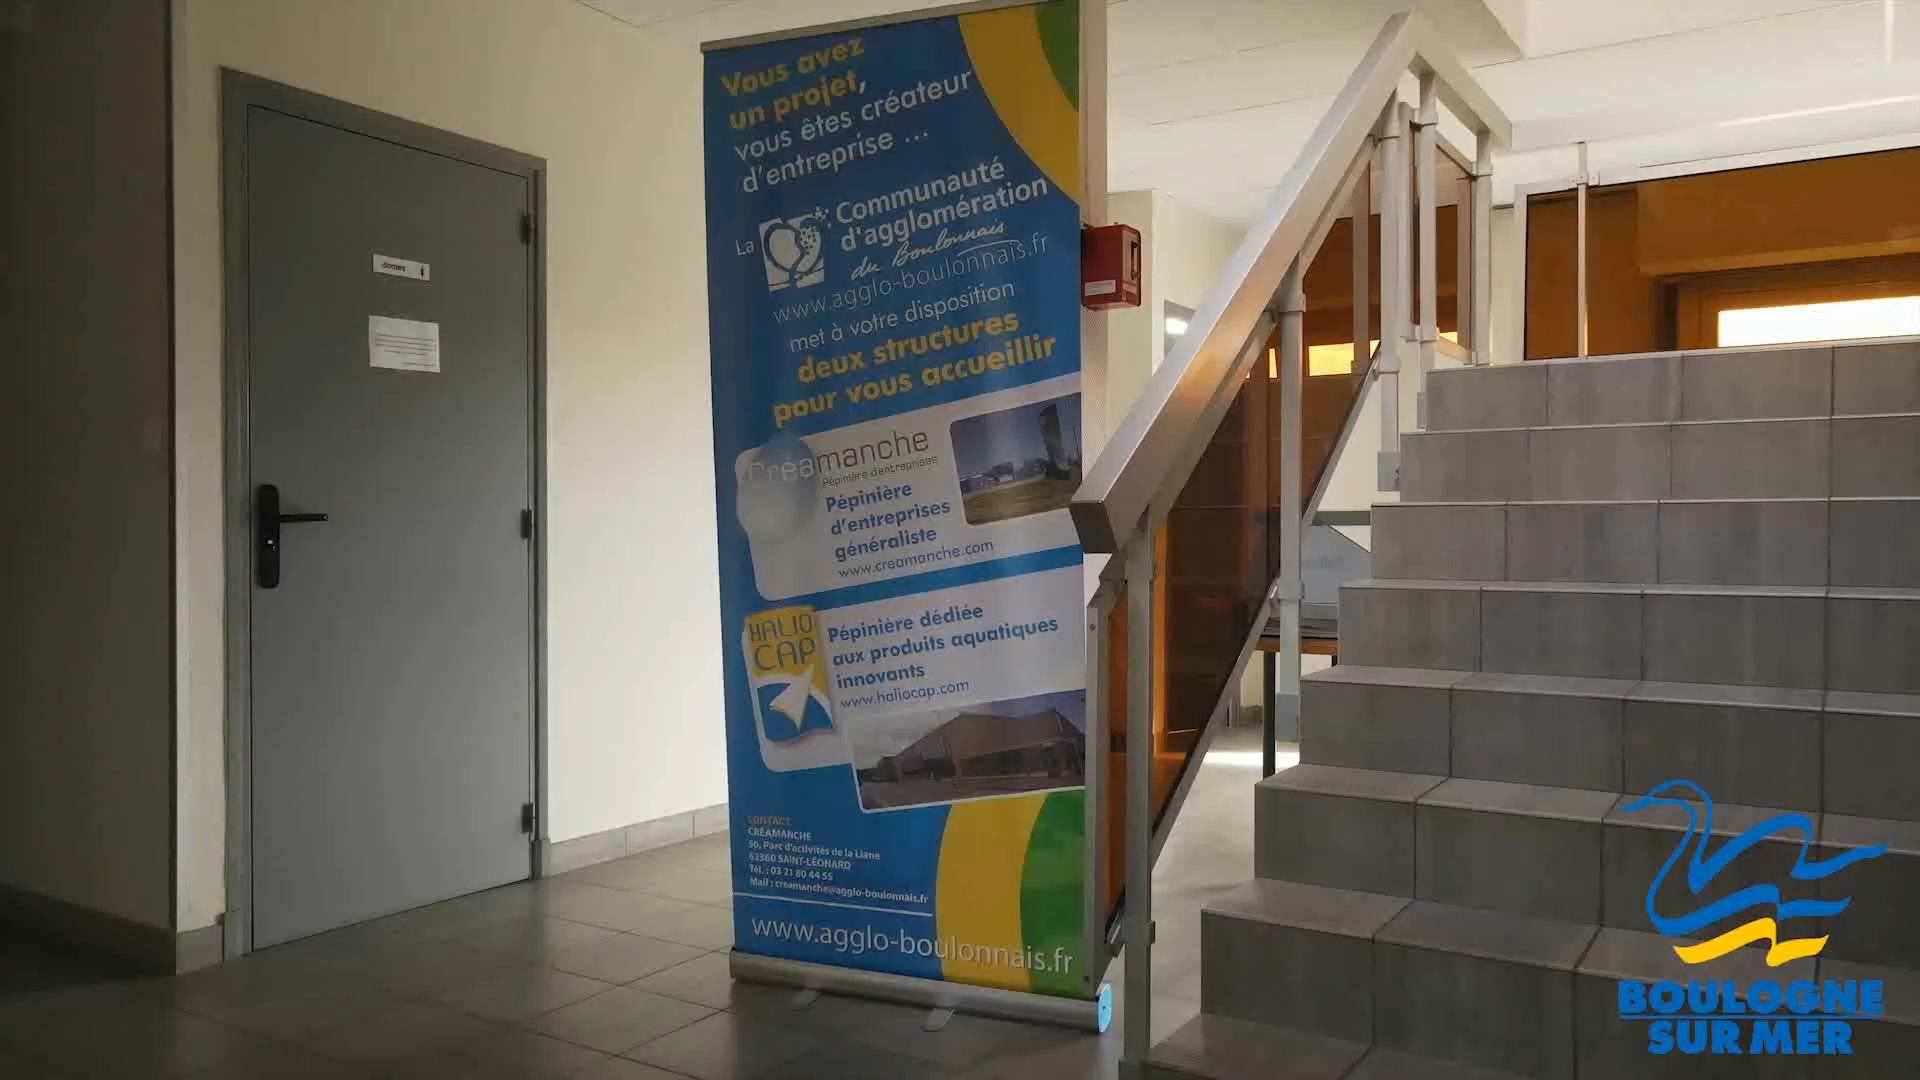 dames
Vous avez
un projet,
vous êtes créateur
d'entreprise ...
La
Communauté
d'agglomération
du Boulonnais
www.agglo-boulonnais.fr
met à votre disposition
deux structures
pour vous accueillir
Créamanche
Pépinière d'entreprises
Pépinière
d'entreprises
généraliste
www.creamanche.com
HALIO
CAP
Pépinière dédiée
aux produits aquatiques
innovants
www.haliocap.com
CONTACT
CRÉAMANCHE
50, Parc d'activités de la Liane
62360 SAINT-LÉONARD
Tél. : 03 21 80 44 55
Mail : creamanche@agglo-boulonnais.fr
www.agglo-boulonnais.fr
BOULOGNE
SUR MER